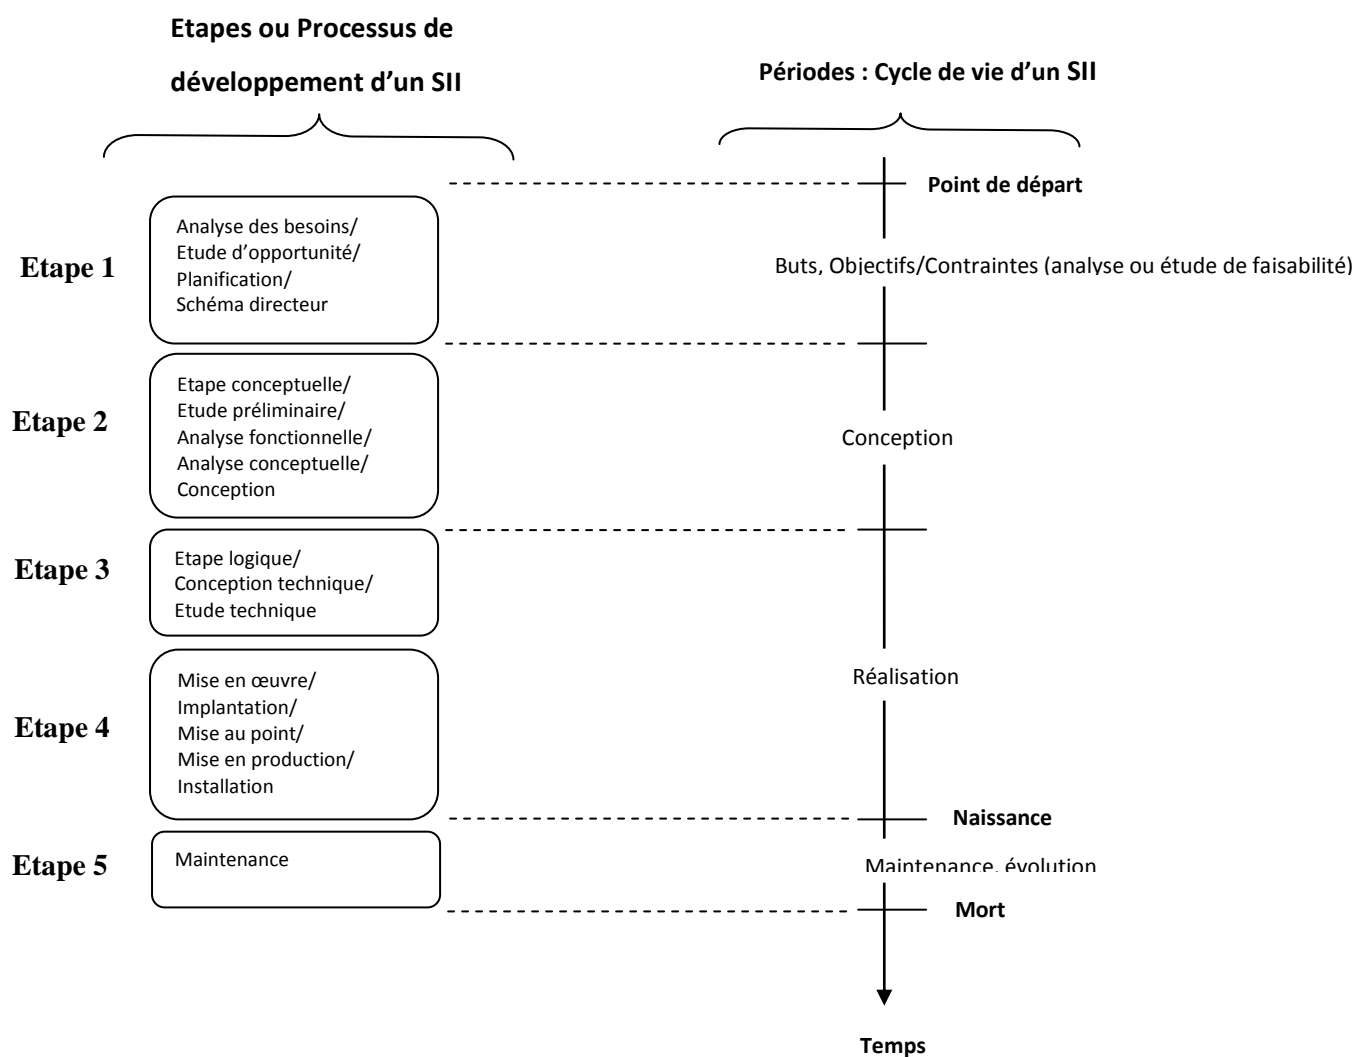 Etapes ou Processus de
développement d'un SII
Périodes : Cycle de vie d'un SII
Point de départ
Etape 1
Analyse des besoins/
Etude d'opportunité/
Planification/
Schéma directeur
Buts, Objectifs/Contraintes (analyse ou étude de faisabilité)
Etape 2
Etape conceptuelle/
Etude préliminaire/
Analyse fonctionnelle/
Analyse conceptuelle/
Conception
Conception
Etape 3
Etape logique/
Conception technique/
Etude technique
Réalisation
Etape 4
Mise en œuvre/
Implantation/
Mise au point/
Mise en production/
Installation
Naissance
Etape 5
Maintenance
Maintenance, évolution
Mort
Temps